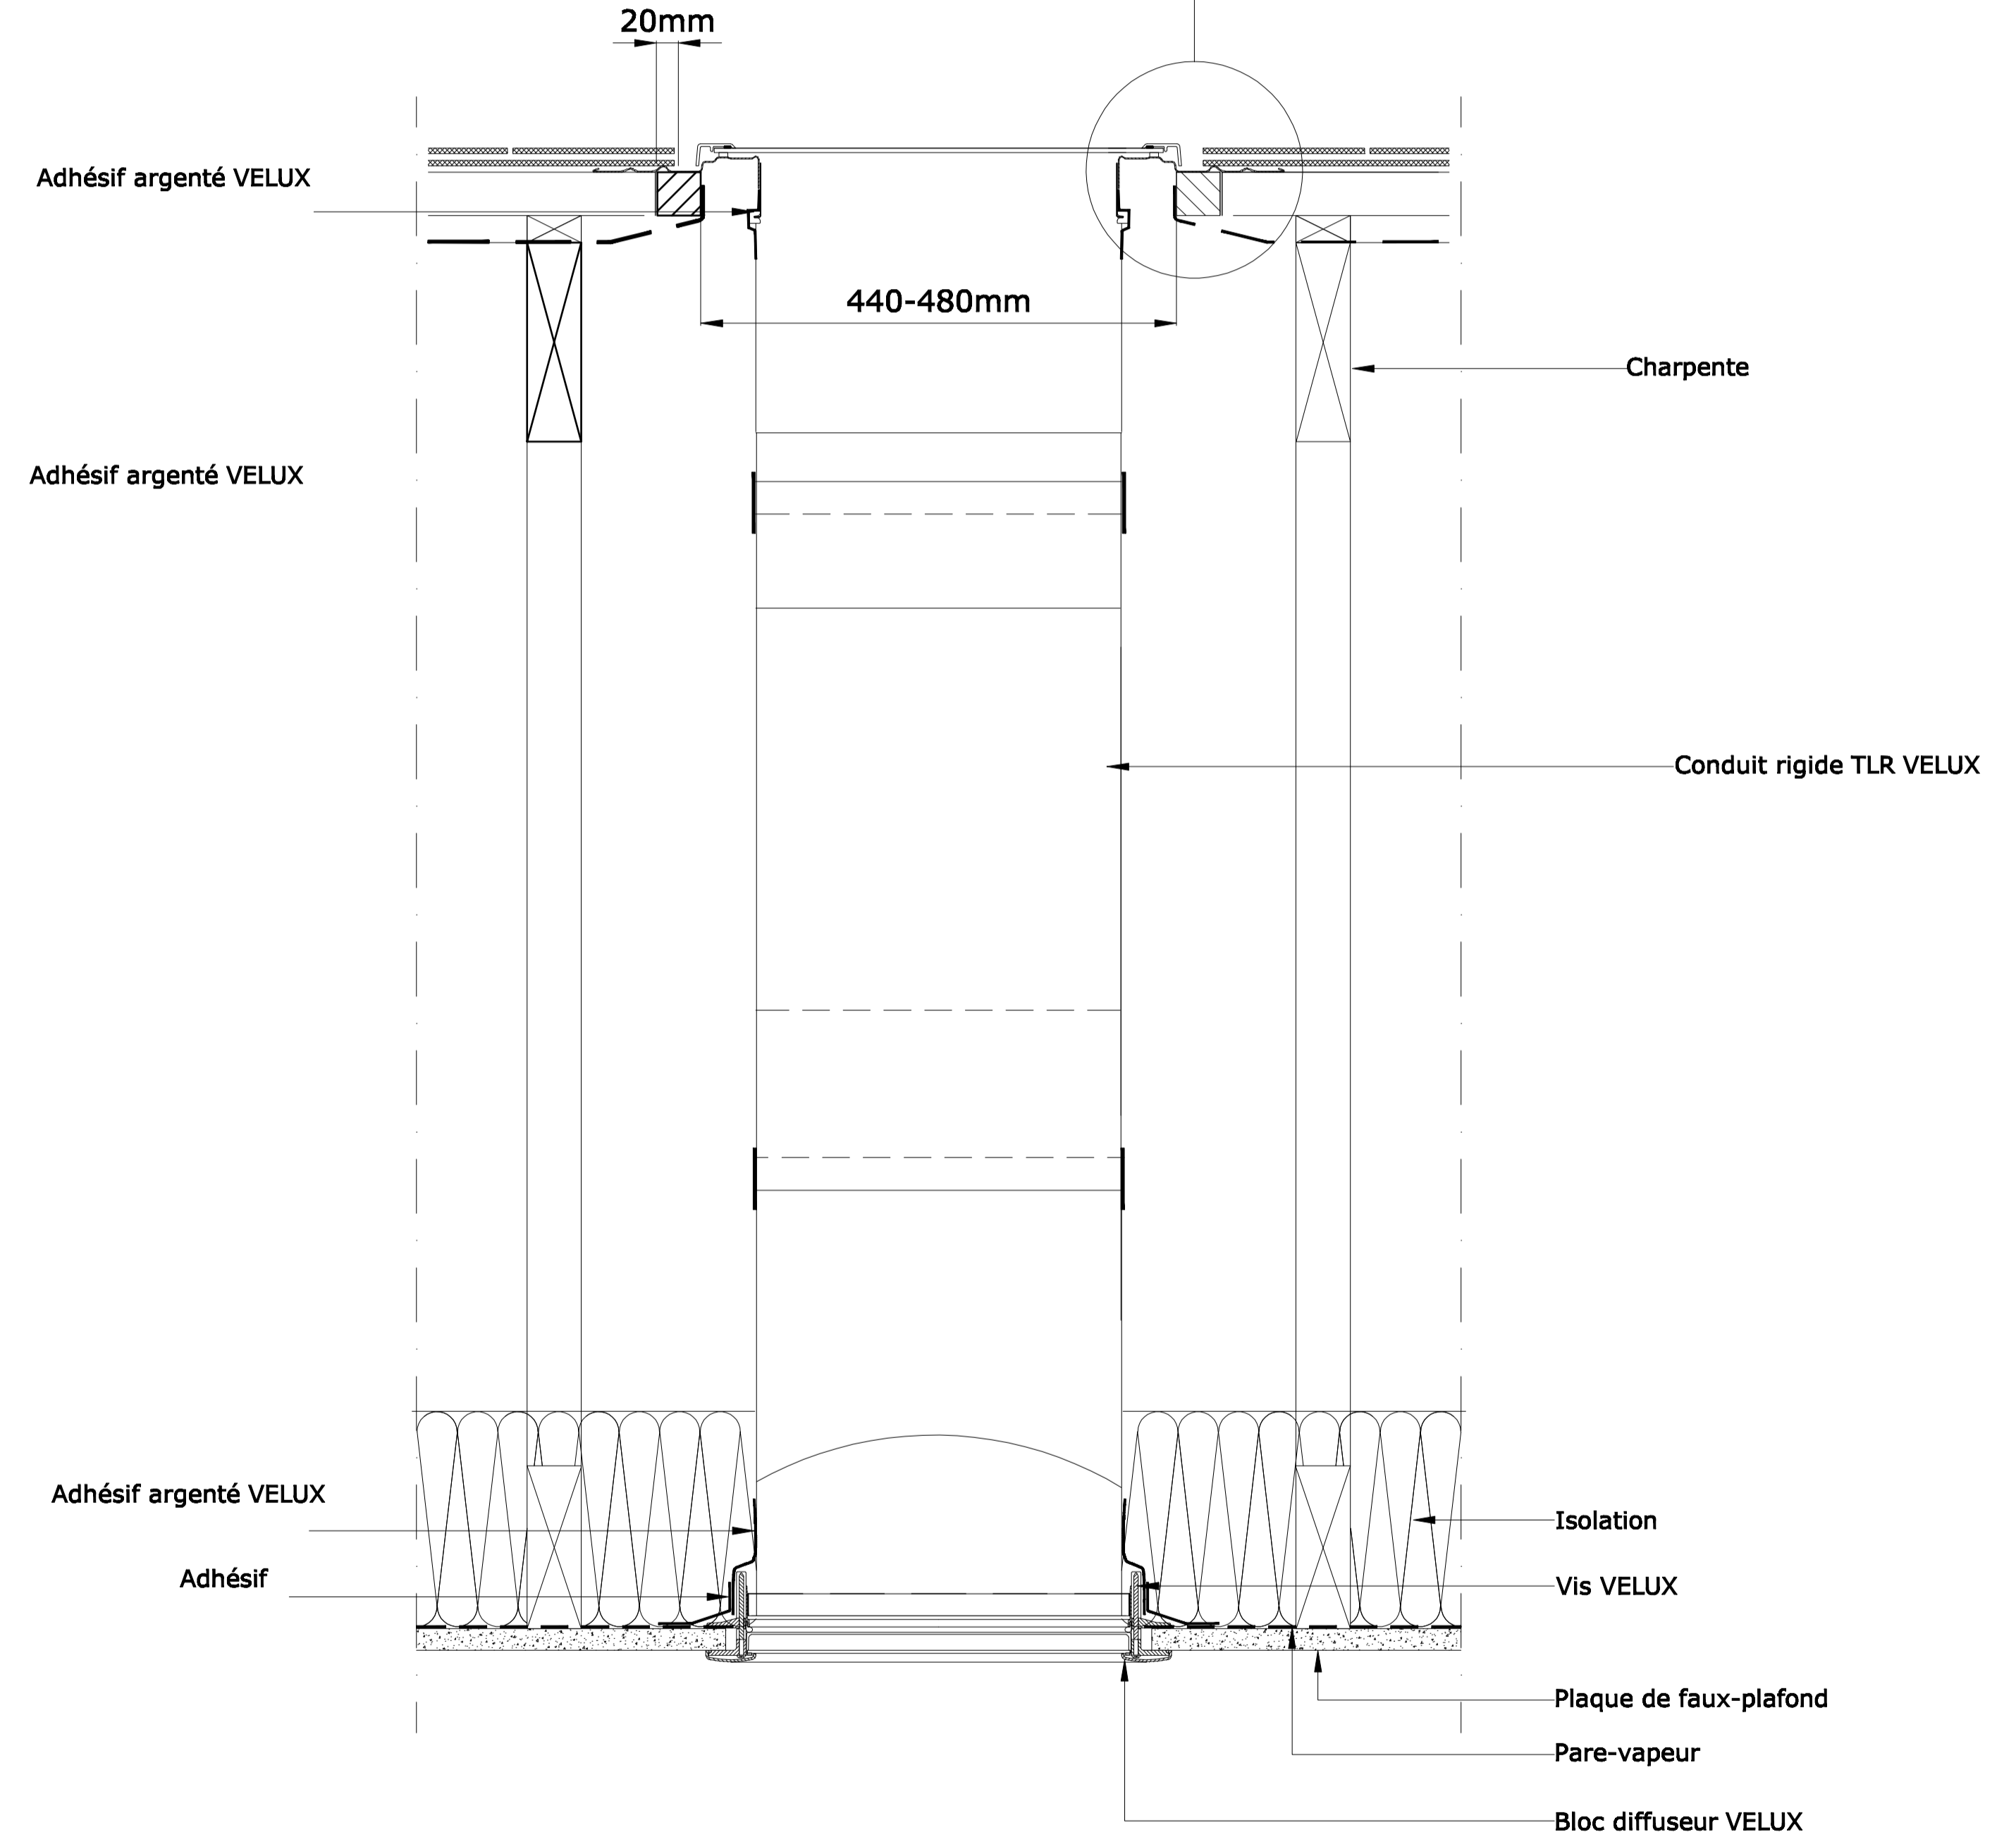 20mm
Adhésif argenté VELUX
440-480mm
Charpente
Adhésif argenté VELUX
Conduit rigide TLR VELUX
Adhésif argenté VELUX
Isolation
Adhésif
Vis VELUX
Plaque de faux-plafond
Pare-vapeur
Bloc diffuseur VELUX